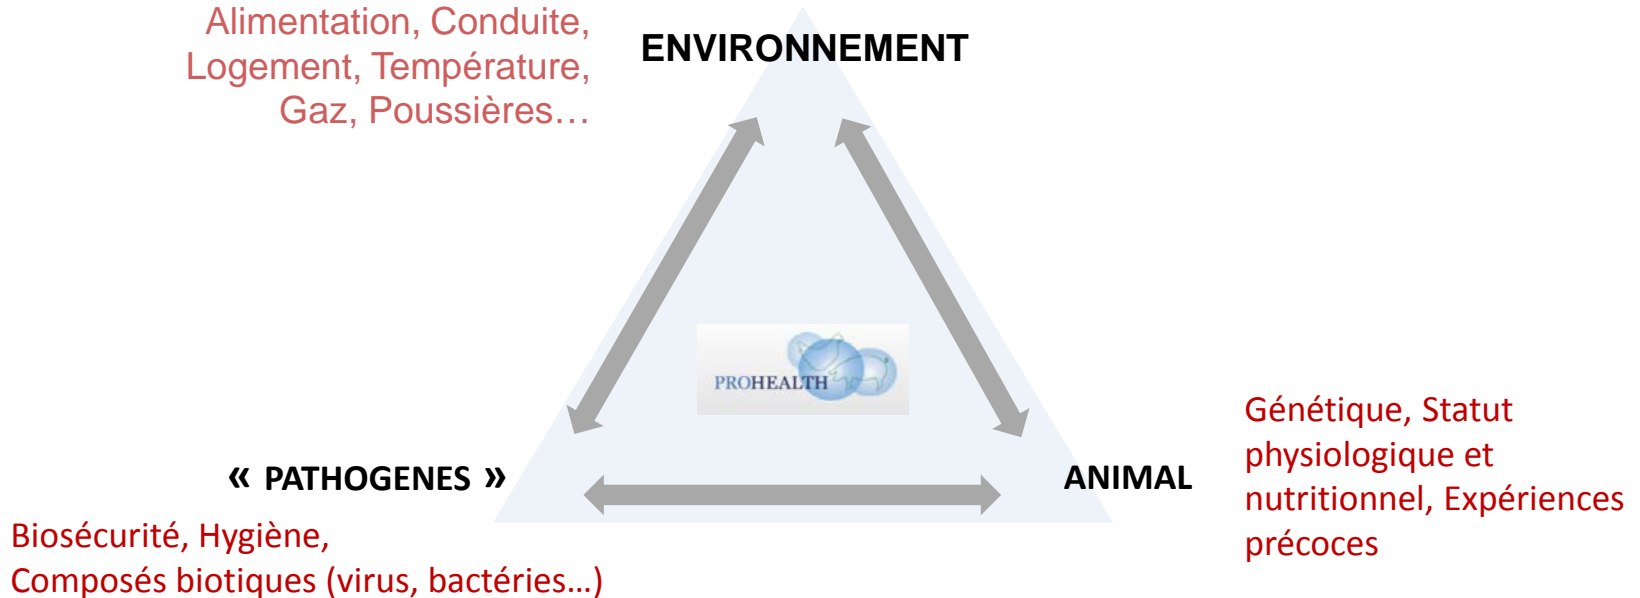 Alimentation, Conduite,
Logement, Température,
Gaz, Poussières…
ENVIRONNEMENT
PROHEALTH
« PATHOGENES »
ANIMAL
Génétique, Statut
physiologique et
nutritionnel, Expériences
précoces
Biosécurité, Hygiène,
Composés biotiques (virus, bactéries…)